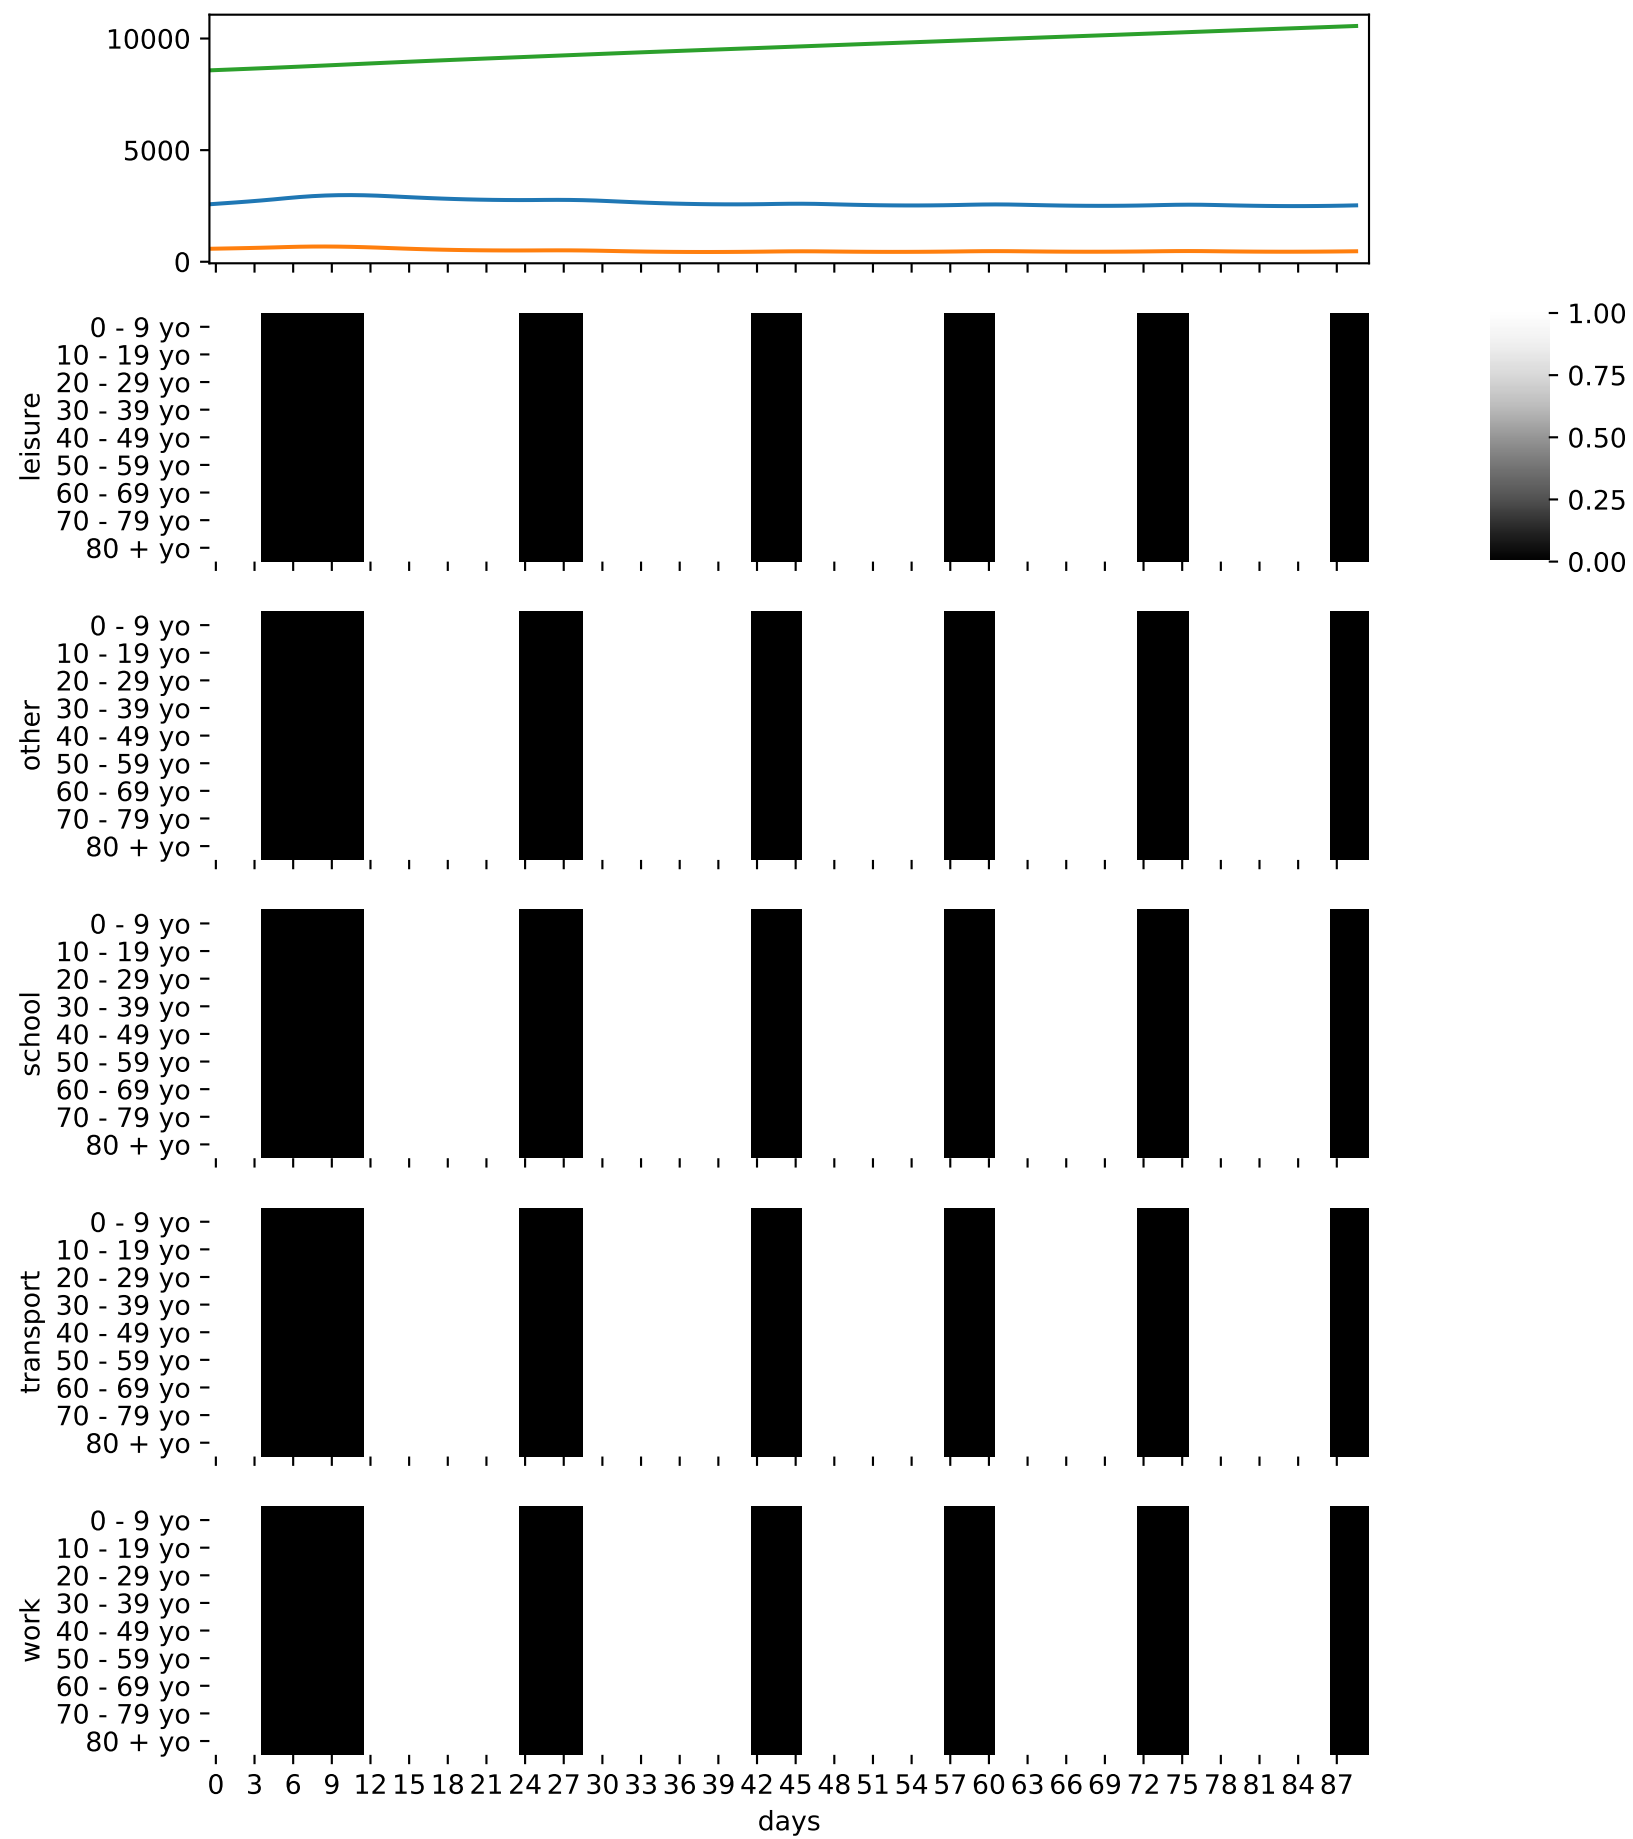 10000
5000
0
leisure
0 - 9 yo
10 - 19 yo
20 - 29 yo
30 - 39 yo
40 - 49 yo
50 - 59 yo
60 - 69 yo
70 - 79 yo
80 + yo
1.00
0.75
0.50
0.25
0.00
other
0 - 9 yo
10 - 19 yo
20 - 29 yo
30 - 39 yo
40 - 49 yo
50 - 59 yo
60 - 69 yo
70 - 79 yo
80 + yo
school
0 - 9 yo
10 - 19 yo
20 - 29 yo
30 - 39 yo
40 - 49 yo
50 - 59 yo
60 - 69 yo
70 - 79 yo
80 + yo
transport
0 - 9 yo
10 - 19 yo
20 - 29 yo
30 - 39 yo
40 - 49 yo
50 - 59 yo
60 - 69 yo
70 - 79 yo
80 + yo
work
0 - 9 yo
10 - 19 yo
20 - 29 yo
30 - 39 yo
40 - 49 yo
50 - 59 yo
60 - 69 yo
70 - 79 yo
80 + yo
0 3 6 9 12 15 18 21 24 27 30 33 36 39 42 45 48 51 54 57 60 63 66 69 72 75 78 81 84 87
days